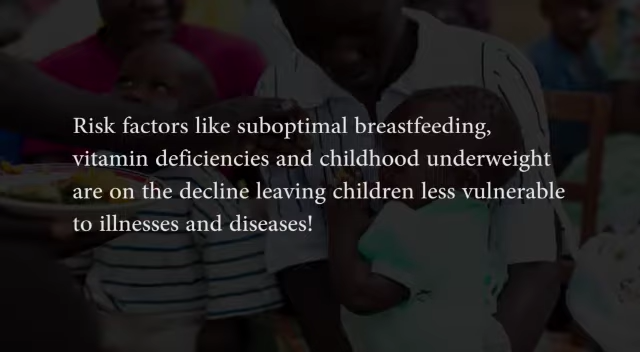 Risk factors like suboptimal breastfeeding,
vitamin deficiencies and childhood underweight
are on the decline leaving children less vulnerable
to illnesses and diseases!